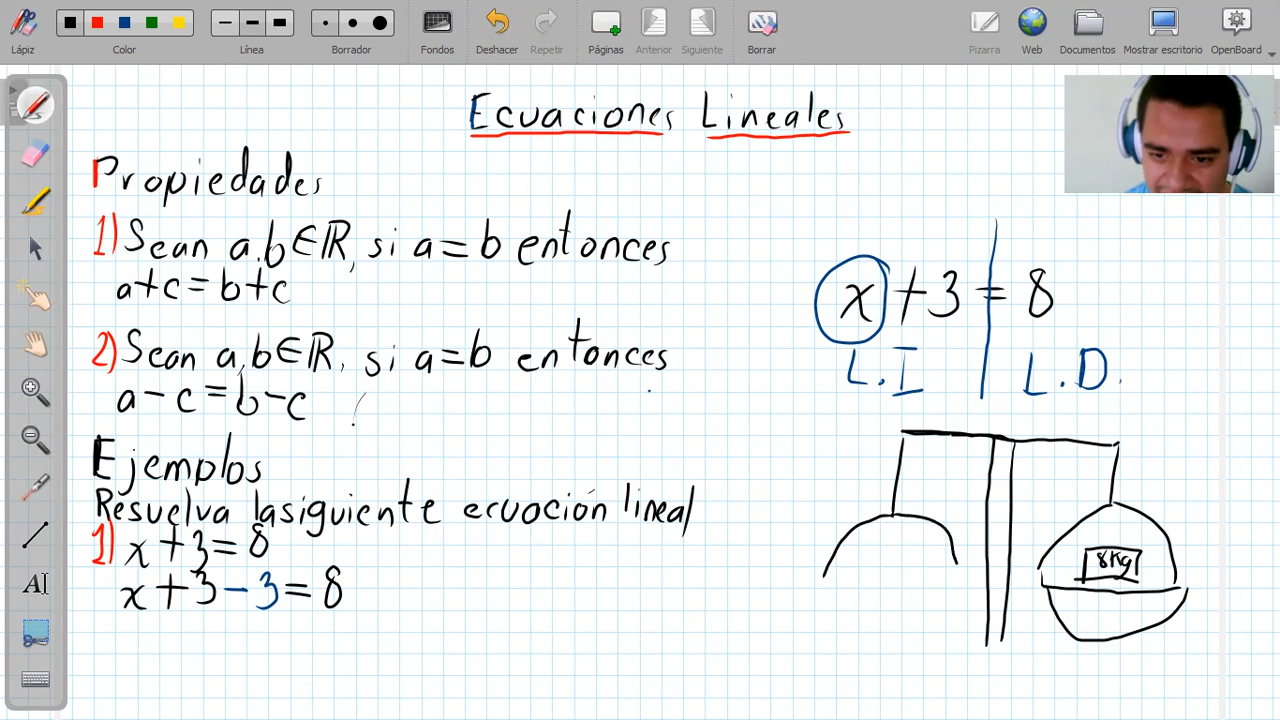 Lápiz Color Línea Borrador Fondos Deshacer Repetir Páginas Anterior Siguiente Borrar Pizarra Web Documentos Mostrar escritorio OpenBoard
Ecuaciones Lineales
Propiedades
1) Sean a,b∈ℝ, si a=b entonces
a+c=b+c
2) Sean a,b∈ℝ, si a=b entonces
a-c=b-c
Ejemplos
Resuelva la siguiente ecuación lineal
1) x+3=8
x+3-3=8
x+3=8
L.I L.D.
8Kg